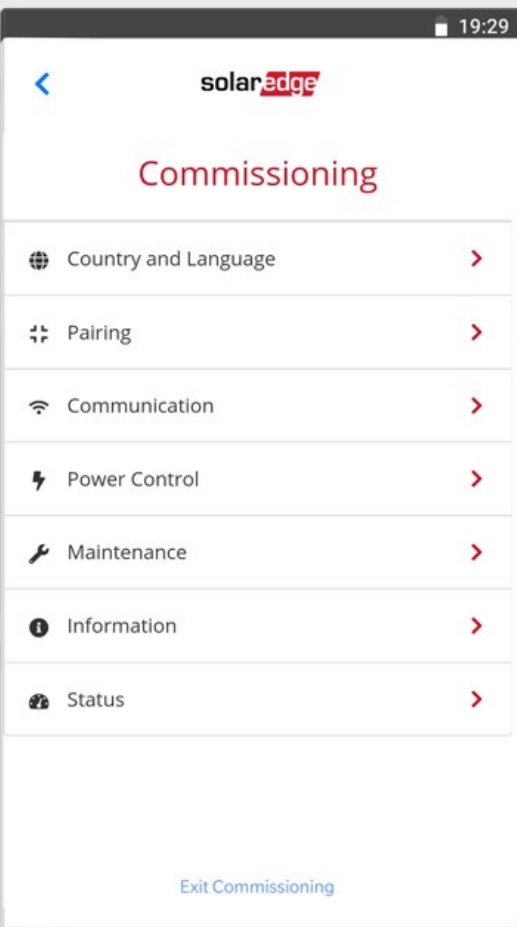 19:29
solaredge
Commissioning
Country and Language
Pairing
Communication
Power Control
Maintenance
Information
Status
Exit Commissioning